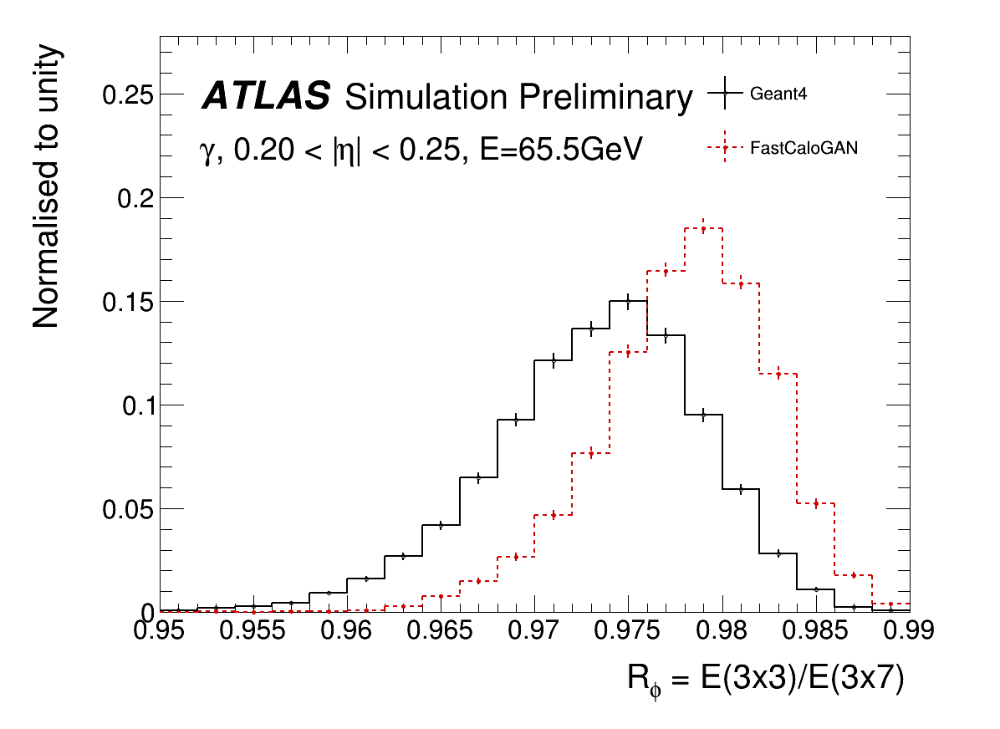 Normalised to unity
ATLAS Simulation Preliminary
γ, 0.20 < |η| < 0.25, E=65.5GeV
Geant4
FastCaloGAN
0.25
0.2
0.15
0.1
0.05
0
0.95 0.955 0.96 0.965 0.97 0.975 0.98 0.985 0.99
Rϕ = E(3x3)/E(3x7)